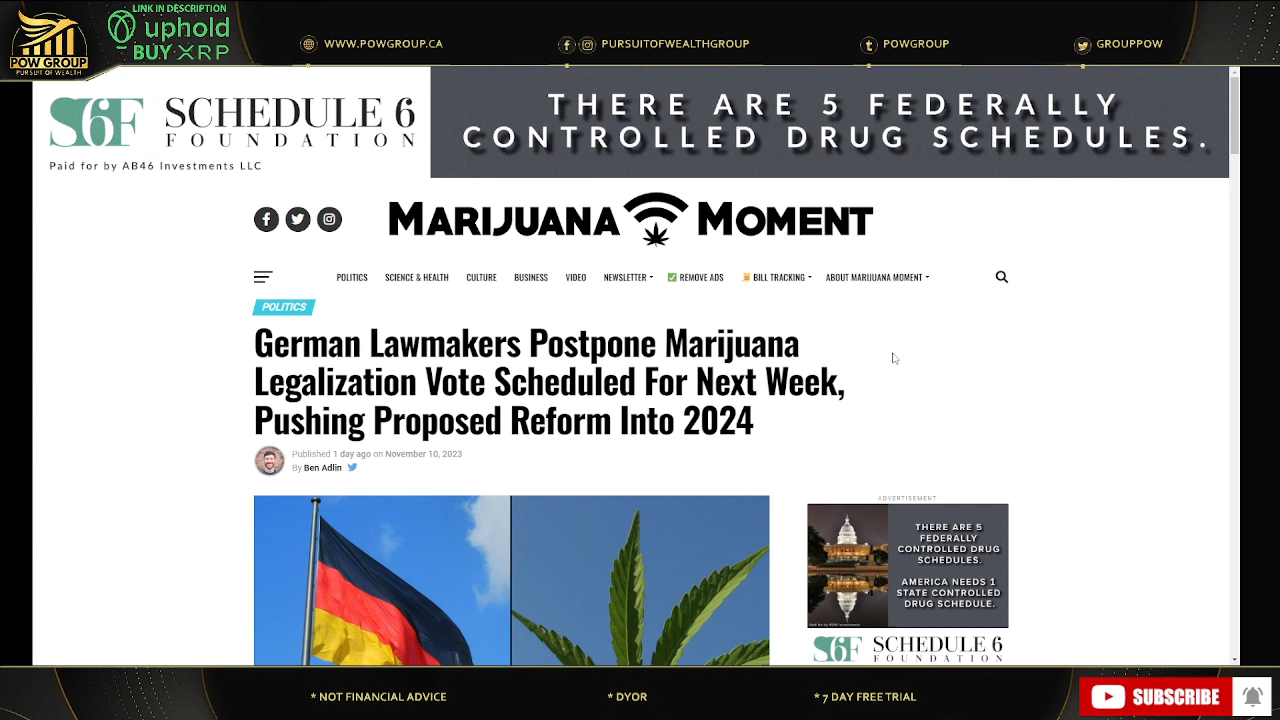 LINK IN DESCRIPTION
uphold
BUY XRP
POW GROUP
PURSUIT OF WEALTH
WWW.POWGROUP.CA
PURSUITOFWEALTHGROUP
POWGROUP
GROUPPOW
S6F SCHEDULE 6
FOUNDATION
Paid for by AB46 Investments LLC
THERE ARE 5 FEDERALLY
CONTROLLED DRUG SCHEDULES.
MARIJUANA MOMENT
POLITICS SCIENCE & HEALTH CULTURE BUSINESS VIDEO NEWSLETTER REMOVE ADS BILL TRACKING ABOUT MARIJUANA MOMENT
POLITICS
German Lawmakers Postpone Marijuana
Legalization Vote Scheduled For Next Week,
Pushing Proposed Reform Into 2024
Published 1 day ago on November 10, 2023
By Ben Adlin
ADVERTISEMENT
THERE ARE 5
FEDERALLY
CONTROLLED DRUG
SCHEDULES.
AMERICA NEEDS 1
STATE CONTROLLED
DRUG SCHEDULE.
S6F SCHEDULE 6
FOUNDATION
* NOT FINANCIAL ADVICE
* DYOR
* 7 DAY FREE TRIAL
SUBSCRIBE